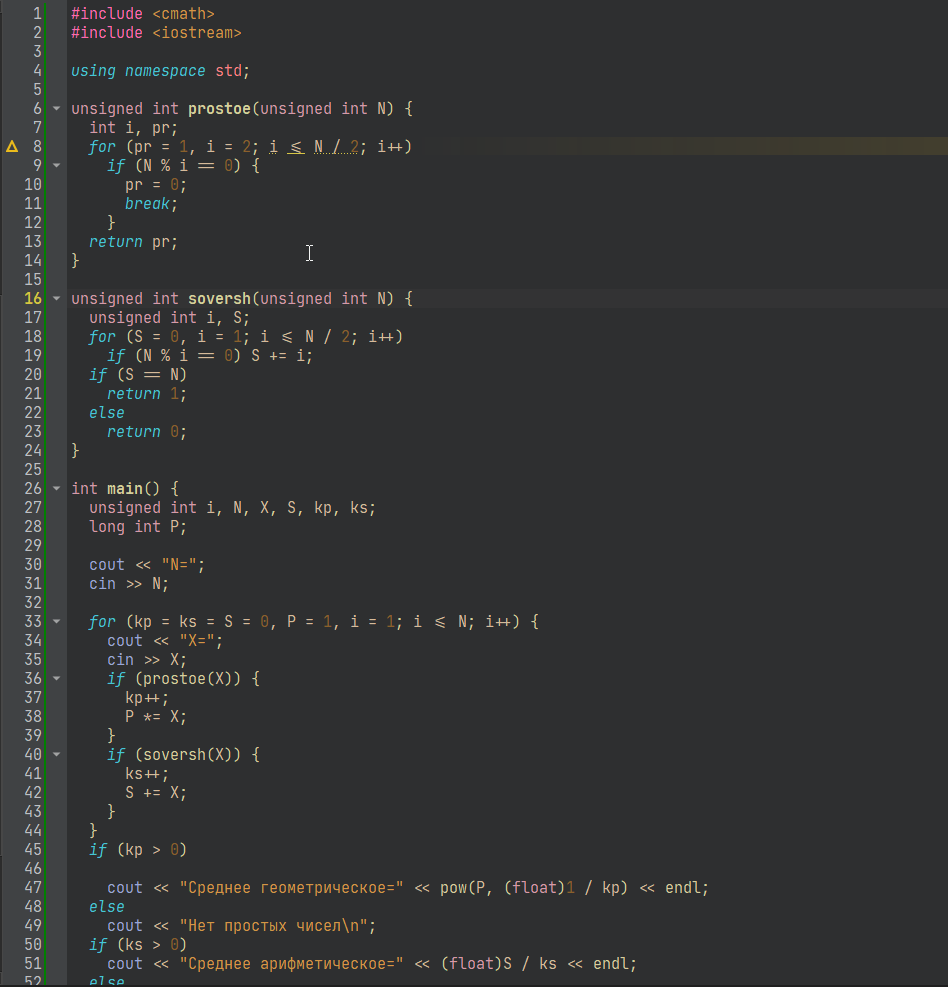 1 #include <cmath>
2 #include <iostream>
3
4 using namespace std;
5
6 unsigned int prostoe(unsigned int N) {
7   int i, pr;
8   for (pr = 1, i = 2; i <= N / 2; i++)
9     if (N % i == 0) {
10       pr = 0;
11       break;
12     }
13   return pr;
14 }
15
16 unsigned int soversh(unsigned int N) {
17   unsigned int i, S;
18   for (S = 0, i = 1; i <= N / 2; i++)
19     if (N % i == 0) S += i;
20   if (S == N)
21     return 1;
22   else
23     return 0;
24 }
25
26 int main() {
27   unsigned int i, N, X, S, kp, ks;
28   long int P;
29
30   cout << "N=";
31   cin >> N;
32
33   for (kp = ks = S = 0, P = 1, i = 1; i <= N; i++) {
34     cout << "X=";
35     cin >> X;
36     if (prostoe(X)) {
37       kp++;
38       P *= X;
39     }
40     if (soversh(X)) {
41       ks++;
42       S += X;
43     }
44   }
45   if (kp > 0)
46
47     cout << "Среднее геометрическое=" << pow(P, (float)1 / kp) << endl;
48   else
49     cout << "Нет простых чисел\n";
50   if (ks > 0)
51     cout << "Среднее арифметическое=" << (float)S / ks << endl;
52   else